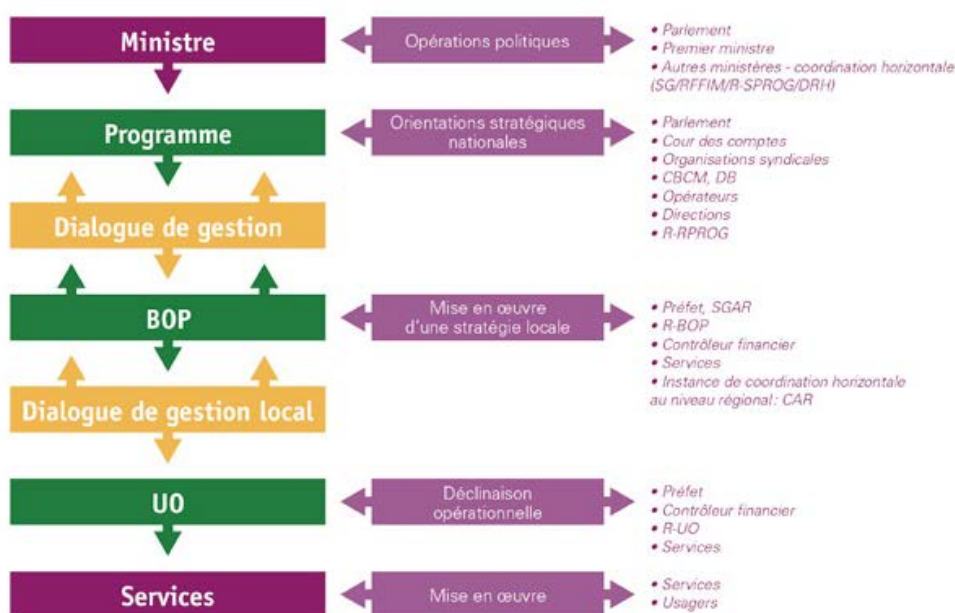 Ministre
Opérations politiques
• Parlement
• Premier ministre
• Autres ministères - coordination horizontale
(SG/RFFIM/R-SPROG/DRH)
Programme
Orientations stratégiques
nationales
• Parlement
• Cour des comptes
• Organisations syndicales
• CBCM, DB
• Opérateurs
• Directions
• R-RPROG
Dialogue de gestion
BOP
Mise en œuvre
d'une stratégie locale
• Préfet, SGAR
• R-BOP
• Contrôleur financier
• Services
• Instance de coordination horizontale
au niveau régional : CAR
Dialogue de gestion local
UO
Déclinaison
opérationnelle
• Préfet
• Contrôleur financier
• R-UO
• Services
Services
Mise en œuvre
• Services
• Usagers